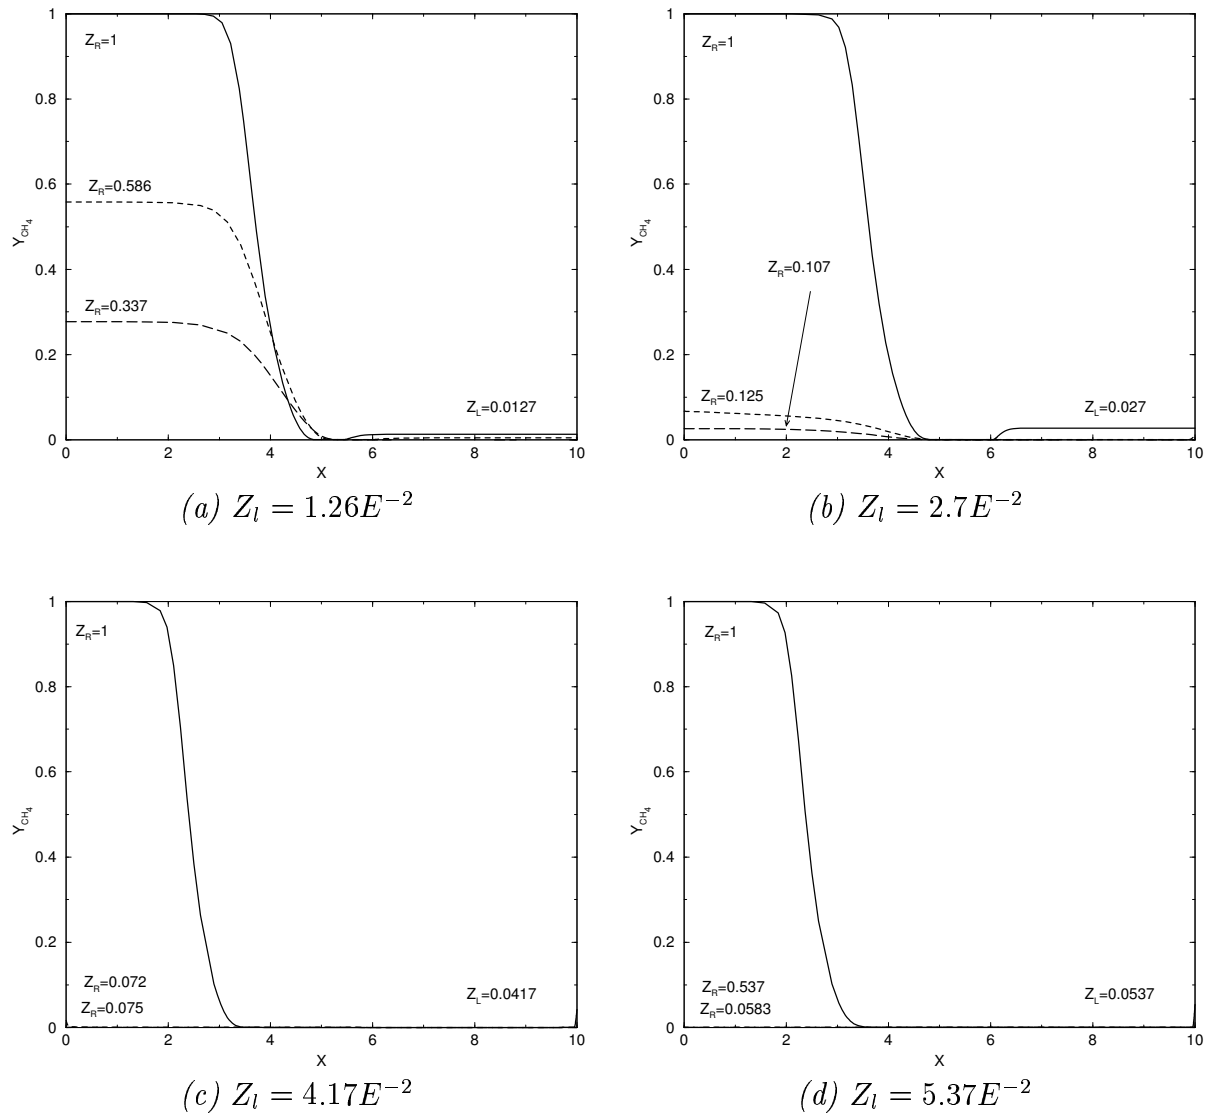 1
0.8
0.6
0.4
0.2
0
Y_CH4
Z_R=1
Z_R=0.586
Z_R=0.337
Z_L=0.0127
0 2 4 6 8 10
X
(a) Z_l = 1.26E^{-2}
1
0.8
0.6
0.4
0.2
0
Y_CH4
Z_R=1
Z_R=0.107
Z_R=0.125
Z_L=0.027
0 2 4 6 8 10
X
(b) Z_l = 2.7E^{-2}
1
0.8
0.6
0.4
0.2
0
Y_CH4
Z_R=1
Z_R=0.072
Z_R=0.075
Z_L=0.0417
0 2 4 6 8 10
X
(c) Z_l = 4.17E^{-2}
1
0.8
0.6
0.4
0.2
0
Y_CH4
Z_R=1
Z_R=0.537
Z_R=0.0583
Z_L=0.0537
0 2 4 6 8 10
X
(d) Z_l = 5.37E^{-2}